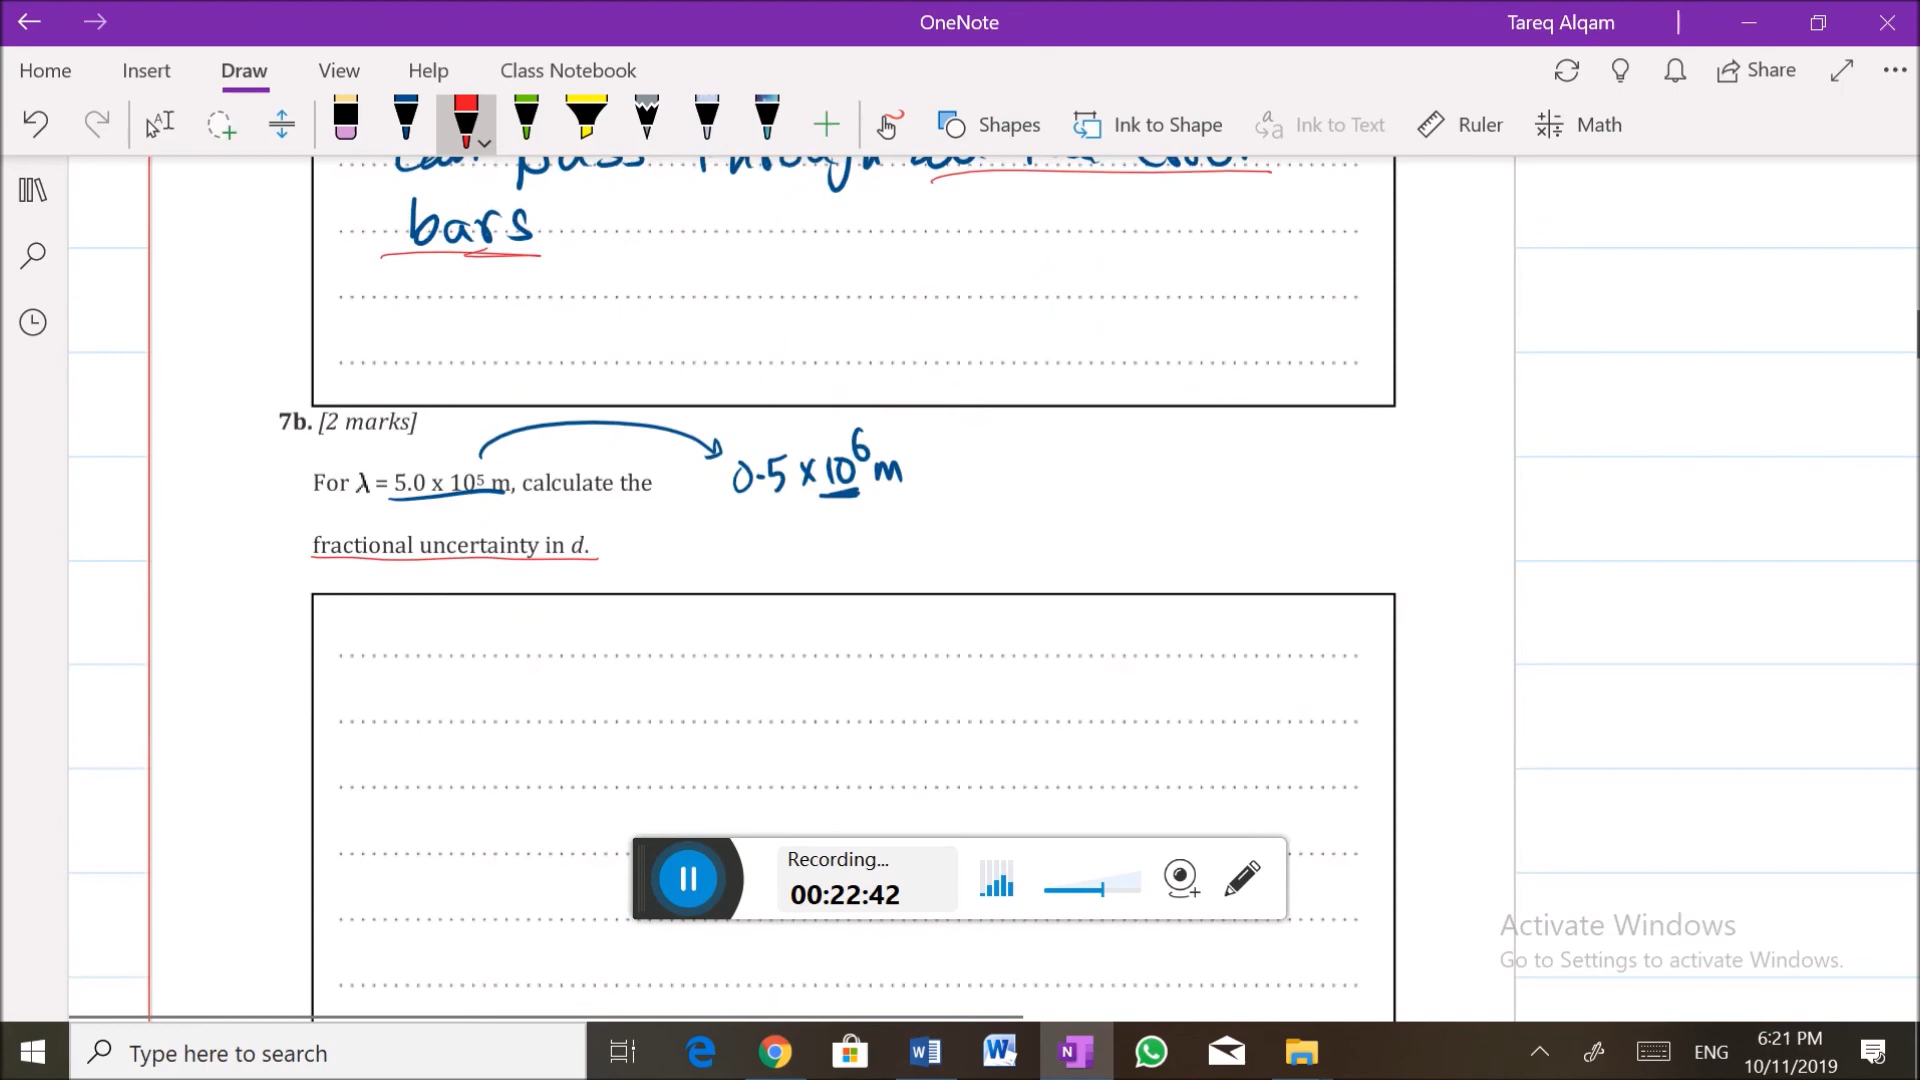 OneNote
Tareq Alqam
Home Insert Draw View Help Class Notebook
Share
Shapes Ink to Shape Ink to Text Ruler Math
can pass through
bars
7b. [2 marks]
For λ = 5.0 x 10⁵ m, calculate the
0.5 × 10⁶ m
fractional uncertainty in d.
Recording...
00:22:42
Activate Windows
Go to Settings to activate Windows.
Type here to search
ENG
6:21 PM
10/11/2019